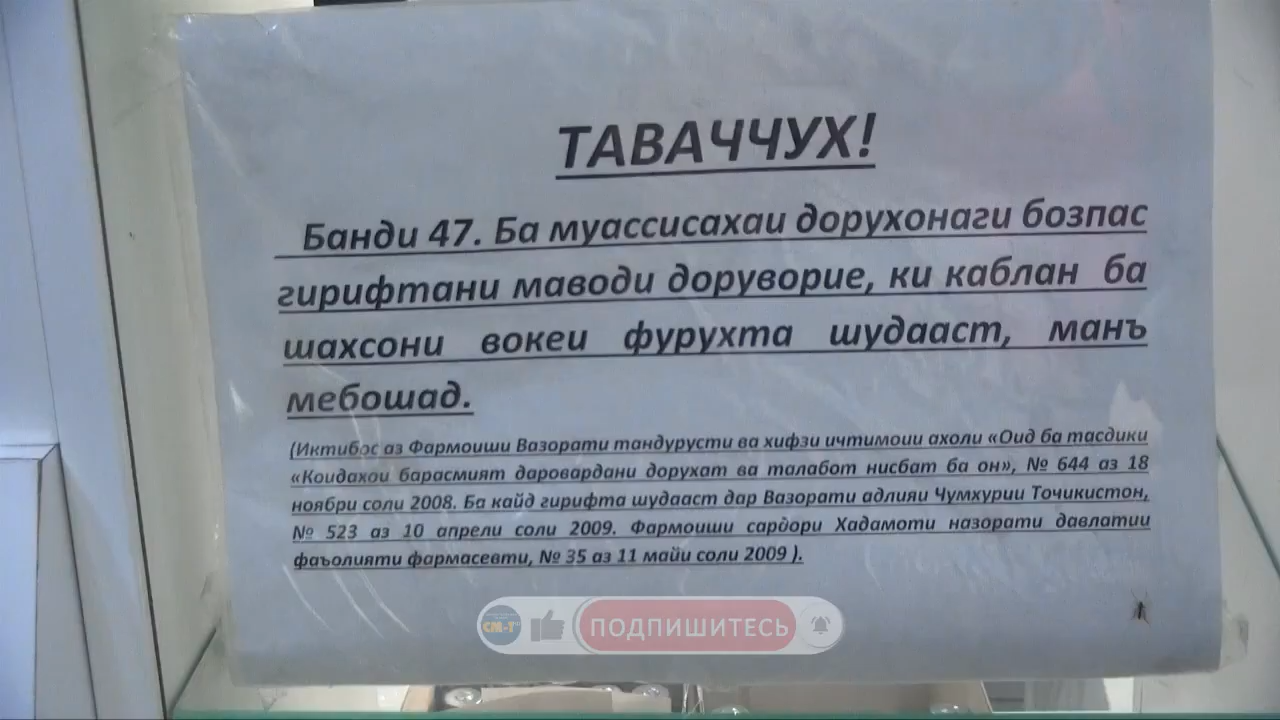 ТАВАЧЧУХ!
Банди 47. Ба муассисахаи дорухонаги бозпас
гирифтани маводи доруворие, ки каблан ба
шахсони вокеи фурухта шудааст, манъ
мебошад.
(Иктибос аз Фармоиши Вазорати тандурусти ва хифзи ичтимоии ахоли «Оид ба тасдики
«Коидахои барасмият даровардани дорухат ва талабот нисбат ба он», № 644 аз 18
ноябри соли 2008. Ба кайд гирифта шудааст дар Вазорати адлияи Чумхурии Точикистон,
№ 523 аз 10 апрели соли 2009. Фармоиши сардори Хадамоти назорати давлатии
фаъолияти фармасевти, № 35 аз 11 майи соли 2009 ).
СМ-1
ПОДПИШИТЕСЬ